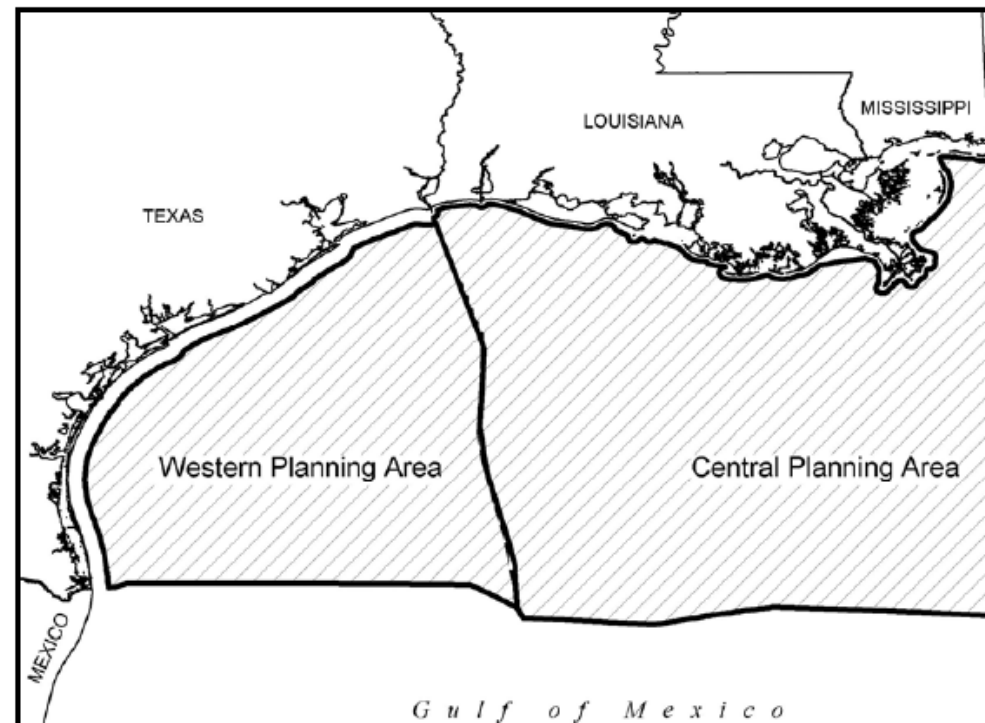 MISSISSIPPI
LOUISIANA
TEXAS
Western Planning Area
Central Planning Area
MEXICO
Gulf of Mexico